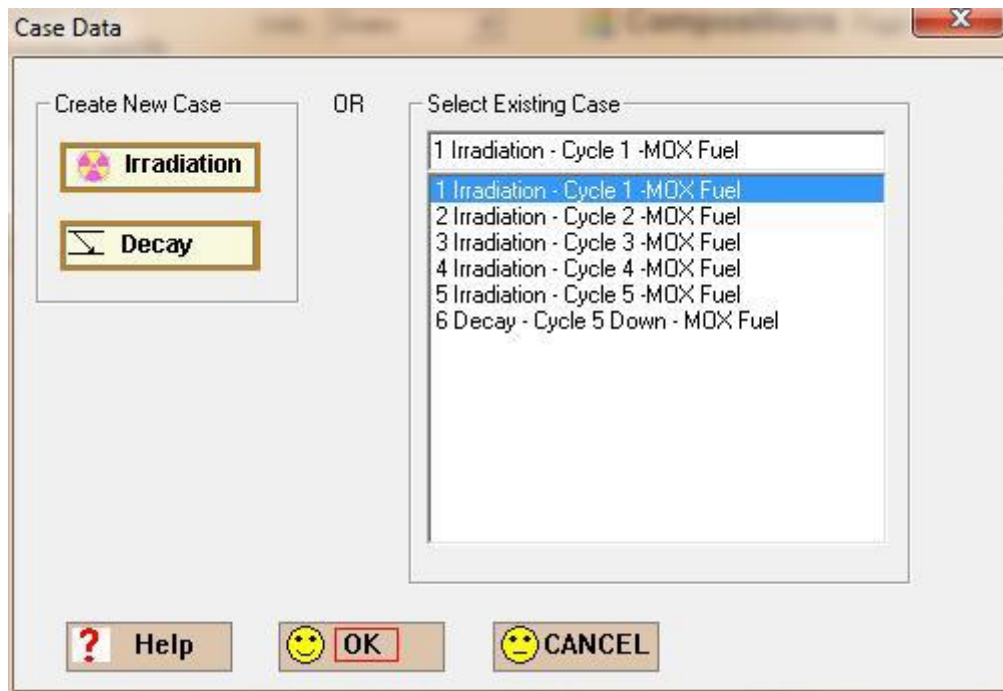 Case Data
Compositions
Create New Case
OR
Select Existing Case
Irradiation
Decay
1 Irradiation - Cycle 1 -MOX Fuel
1 Irradiation - Cycle 1 -MOX Fuel
2 Irradiation - Cycle 2 -MOX Fuel
3 Irradiation - Cycle 3 -MOX Fuel
4 Irradiation - Cycle 4 -MOX Fuel
5 Irradiation - Cycle 5 -MOX Fuel
6 Decay - Cycle 5 Down - MOX Fuel
? Help
OK
CANCEL